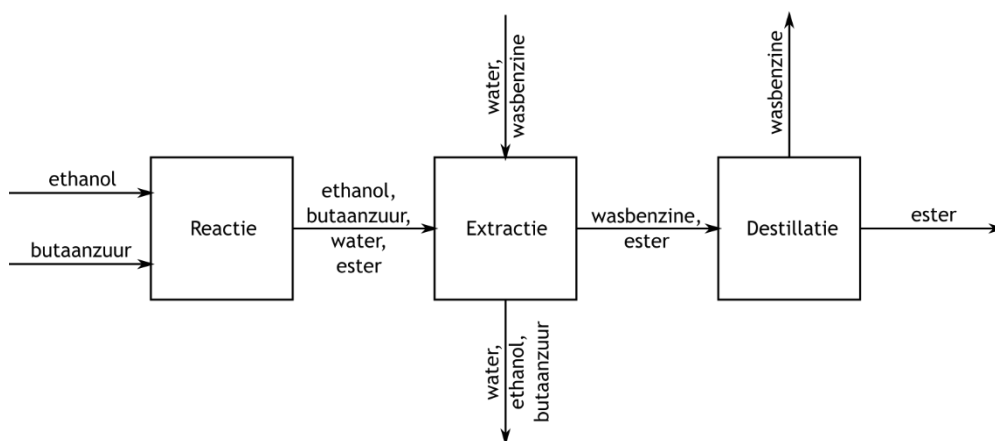 ethanol
butaanzuur
Reactie
ethanol,
butaanzuur,
water,
ester
water,
wasbenzine
Extractie
water,
ethanol,
butaanzuur
wasbenzine,
ester
Destillatie
wasbenzine
ester